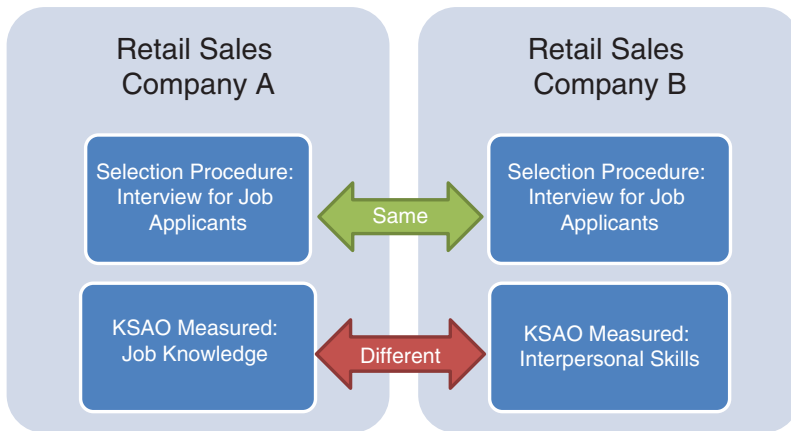 Retail Sales
Company A
Selection Procedure:
Interview for Job
Applicants
KSAO Measured:
Job Knowledge
Same
Different
Retail Sales
Company B
Selection Procedure:
Interview for Job
Applicants
KSAO Measured:
Interpersonal Skills